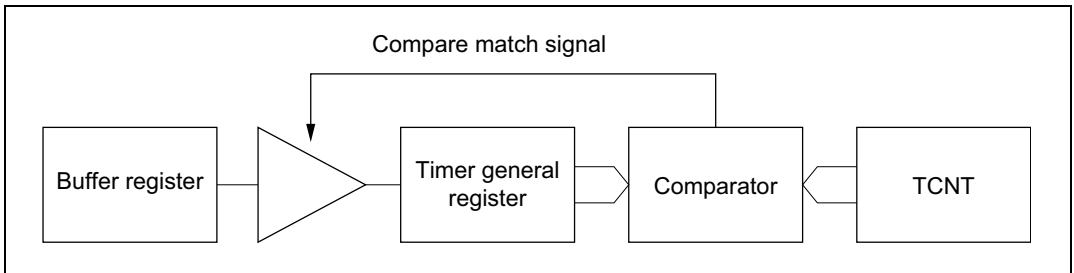 Compare match signal
Buffer register
Timer general
register
Comparator
TCNT